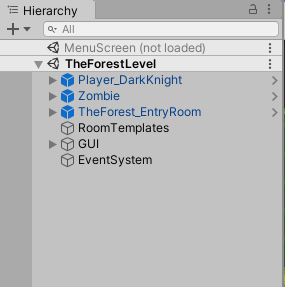 Hierarchy
All
MenuScreen (not loaded)
TheForestLevel
Player_DarkKnight
Zombie
TheForest_EntryRoom
RoomTemplates
GUI
EventSystem